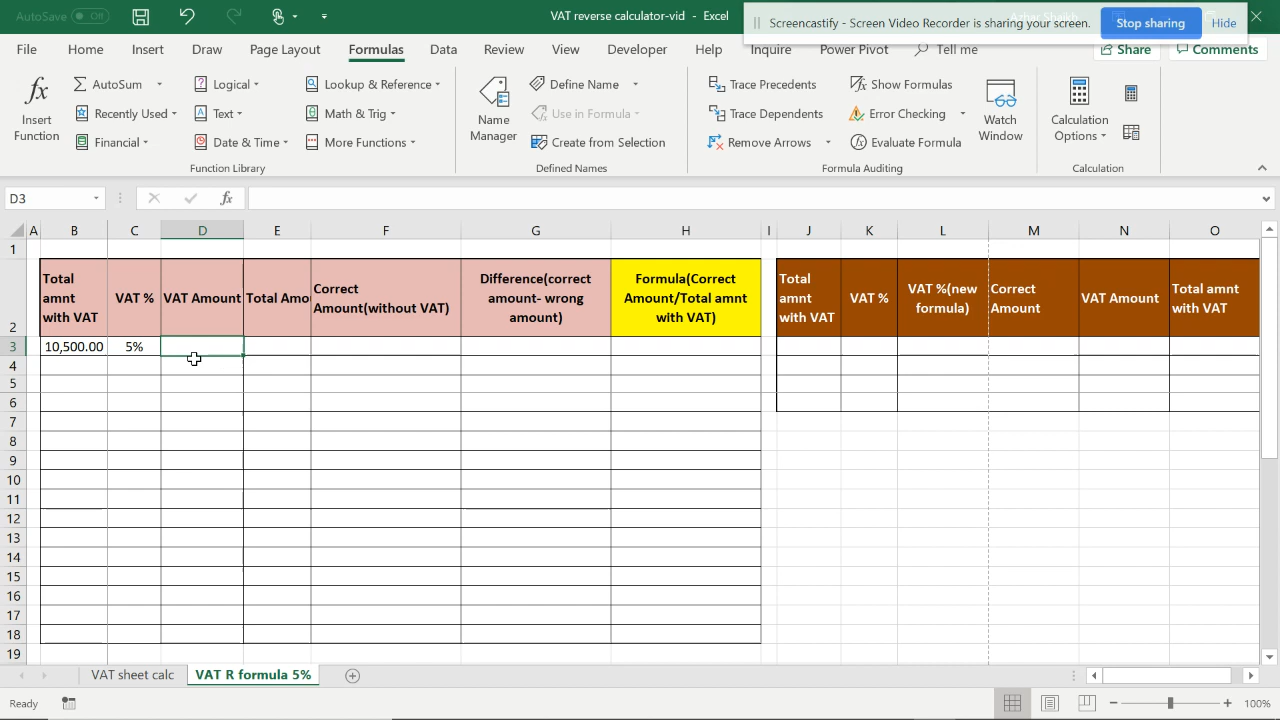 AutoSave Off
VAT reverse calculator-vid - Excel
Screencastify - Screen Video Recorder is sharing your screen.
Stop sharing
Hide
File Home Insert Draw Page Layout Formulas Data Review View Developer Help Inquire Power Pivot Tell me Share Comments
fx
Insert
Function
AutoSum
Recently Used
Financial
Logical
Text
Date & Time
Lookup & Reference
Math & Trig
More Functions
Function Library
Name
Manager
Define Name
Use in Formula
Create from Selection
Defined Names
Trace Precedents
Trace Dependents
Remove Arrows
Show Formulas
Error Checking
Evaluate Formula
Formula Auditing
Watch
Window
Calculation
Options
Calculation
D3
fx
A B C D E F G H I J K L M N O
1
2
Total
amnt
with VAT
VAT %
VAT Amount
Total Amo
Correct
Amount(without VAT)
Difference(correct
amount- wrong
amount)
Formula(Correct
Amount/Total amnt
with VAT)
Total
amnt
with VAT
VAT %
VAT %(new
formula)
Correct
Amount
VAT Amount
Total amnt
with VAT
3 10,500.00 5%
4
5
6
7
8
9
10
11
12
13
14
15
16
17
18
19
VAT sheet calc
VAT R formula 5%
Ready
100%